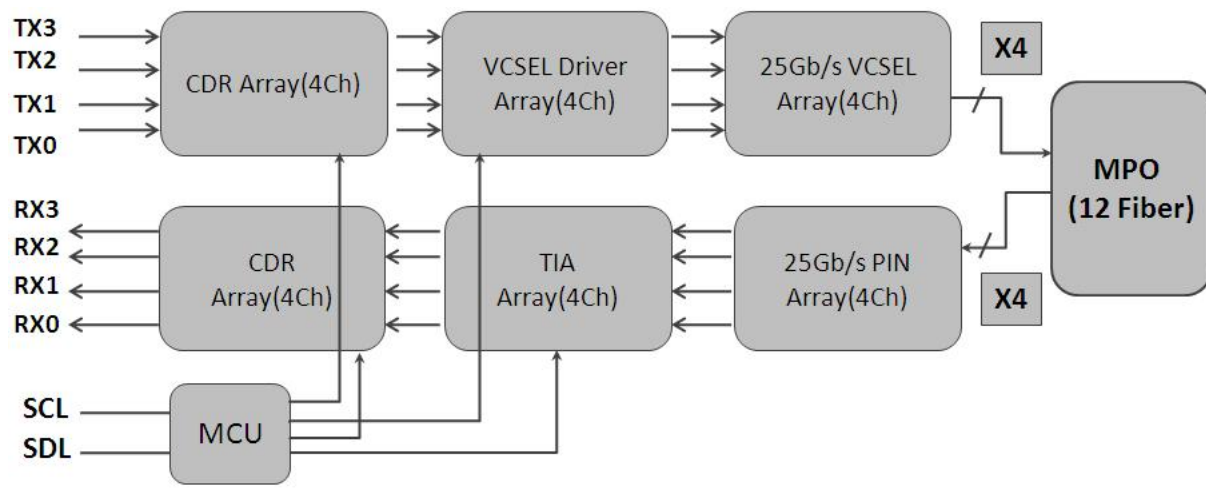 TX3
TX2
TX1
TX0
CDR Array(4Ch)
VCSEL Driver
Array(4Ch)
25Gb/s VCSEL
Array(4Ch)
X4
MPO
(12 Fiber)
RX3
RX2
RX1
RX0
CDR
Array(4Ch)
TIA
Array(4Ch)
25Gb/s PIN
Array(4Ch)
X4
SCL
SDL
MCU